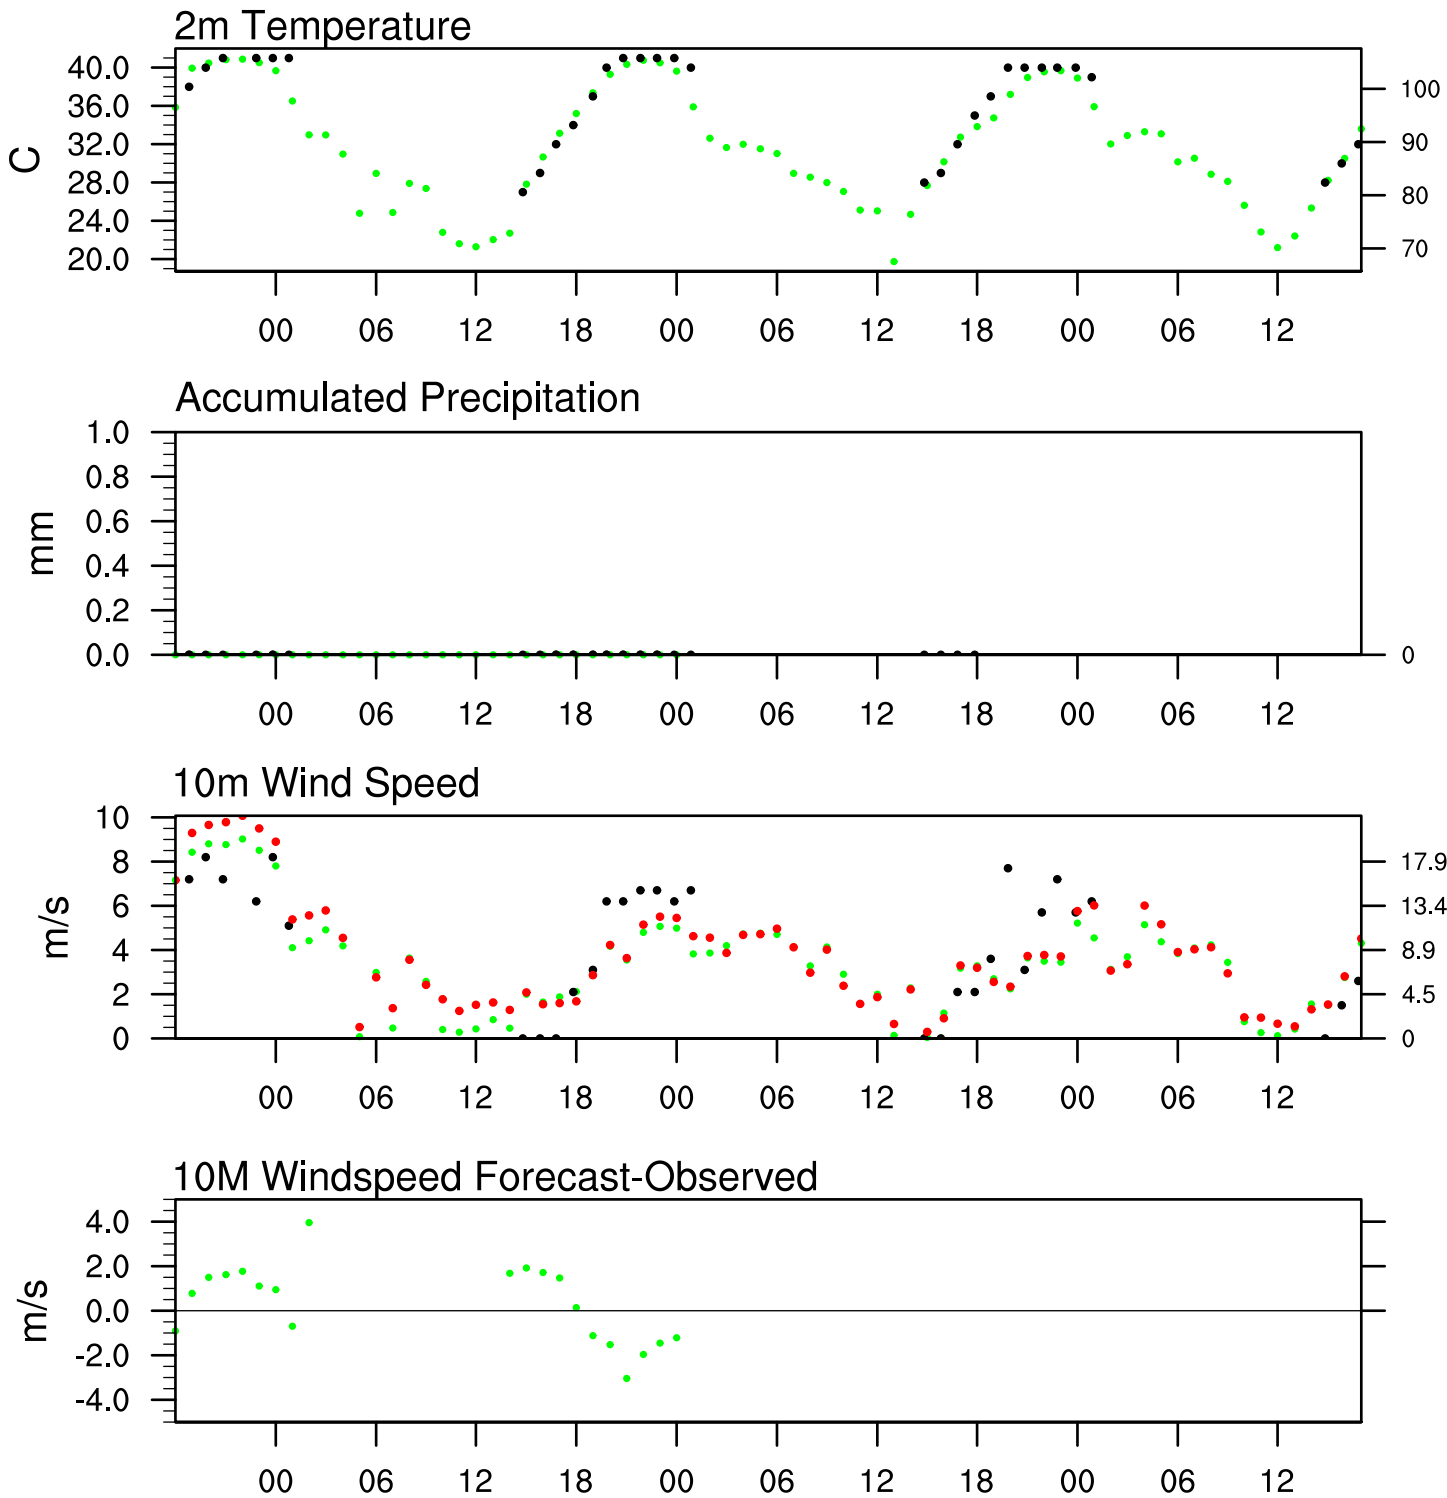 2m Temperature
C
40.0
36.0
32.0
28.0
24.0
20.0
100
90
80
70
00 06 12 18 00 06 12 18 00 06 12
Accumulated Precipitation
mm
1.0
0.8
0.6
0.4
0.2
0.0
0
00 06 12 18 00 06 12 18 00 06 12
10m Wind Speed
m/s
10
8
6
4
2
0
17.9
13.4
8.9
4.5
0
00 06 12 18 00 06 12 18 00 06 12
10M Windspeed Forecast-Observed
m/s
4.0
2.0
0.0
-2.0
-4.0
00 06 12 18 00 06 12 18 00 06 12